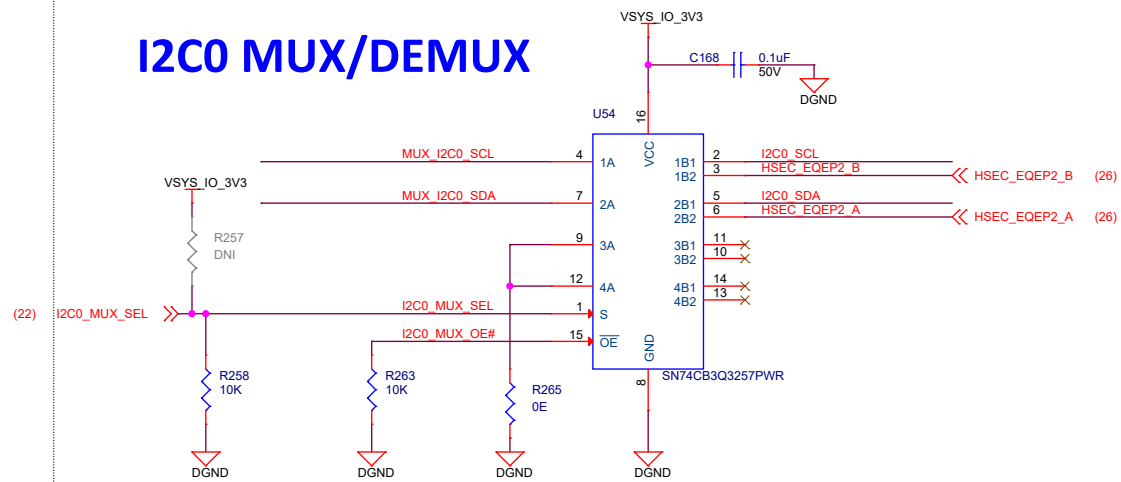 I2C0 MUX/DEMUX
VSYS_IO_3V3
C168
0.1uF
50V
DGND
U54
16
VCC
MUX_I2C0_SCL
4
1A
1B1
2
I2C0_SCL
1B2
3
HSEC_EQEP2_B
HSEC_EQEP2_B (26)
VSYS_IO_3V3
MUX_I2C0_SDA
7
2A
2B1
5
I2C0_SDA
2B2
6
HSEC_EQEP2_A
HSEC_EQEP2_A (26)
R257
DNI
9
3A
3B1
11
3B2
10
12
4A
4B1
14
4B2
13
(22) I2C0_MUX_SEL
I2C0_MUX_SEL
1
S
I2C0_MUX_OE#
15
OE
GND
8
SN74CB3Q3257PWR
R258
10K
R263
10K
R265
0E
DGND
DGND
DGND
DGND